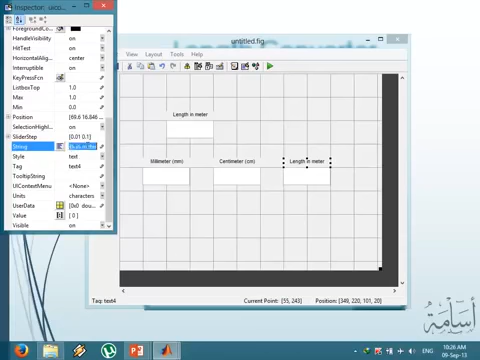 Inspector: uicon...
ForegroundCo...
HandleVisibility on
HitTest on
HorizontalAlign... center
Interruptible on
KeyPressFcn
ListboxTop 1.0
Max 1.0
Min 0.0
Position [69.6 16.846
SelectionHighli... on
SliderStep [0.01 0.1]
String
Style text
Tag text4
TooltipString
UIContextMenu <None>
Units characters
UserData [0x0 dou...
Value [ 0 ]
Visible on
untitled.fig
View Layout Tools Help
Length in meter
Millimeter (mm) Centimeter (cm) Length in meter
Tag: text4 Current Point: [55, 243] Position: [349, 220, 101, 20]
أسامة
ENG 10:26 AM
09-Sep-13